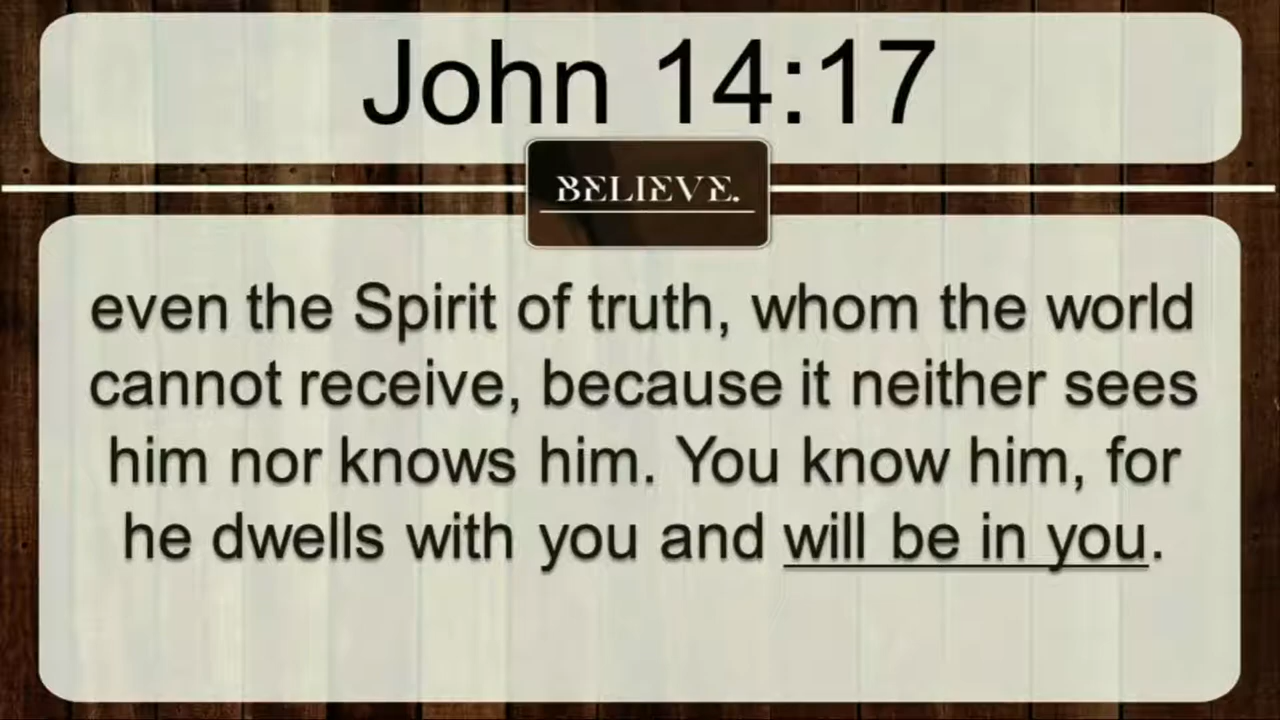 John 14:17
BELIEVE.
even the Spirit of truth, whom the world
cannot receive, because it neither sees
him nor knows him. You know him, for
he dwells with you and will be in you.